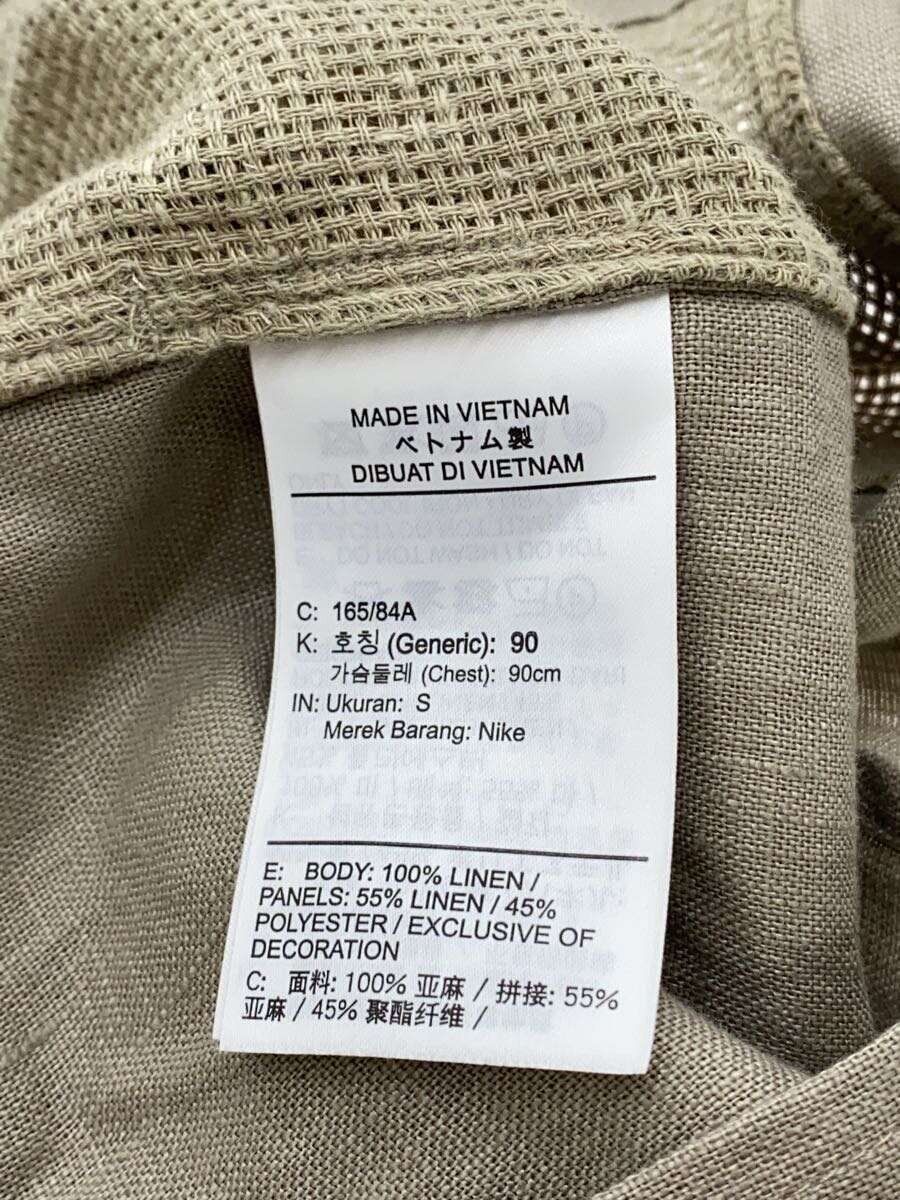 MADE IN VIETNAM
ベトナム製
DIBUAT DI VIETNAM
C: 165/84A
K: 호칭 (Generic): 90
가슴둘레 (Chest): 90cm
IN: Ukuran: S
Merek Barang: Nike
E: BODY: 100% LINEN /
PANELS: 55% LINEN / 45%
POLYESTER / EXCLUSIVE OF
DECORATION
C: 面料: 100% 亚麻 / 拼接: 55%
亚麻 / 45% 聚酯纤维 /